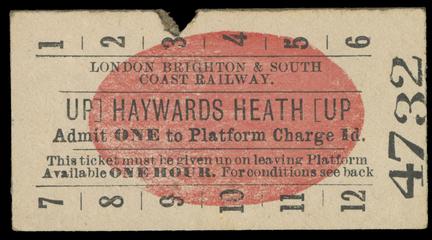 1 | 2 | 3 | 4 | 5 | 6
LONDON BRIGHTON & SOUTH
COAST RAILWAY.
UP] HAYWARDS HEATH [UP
Admit ONE to Platform Charge 1d.
This ticket must be given up on leaving Platform
Available ONE HOUR. For conditions see back
7 | 8 | 9 | 10 | 11 | 12
4732